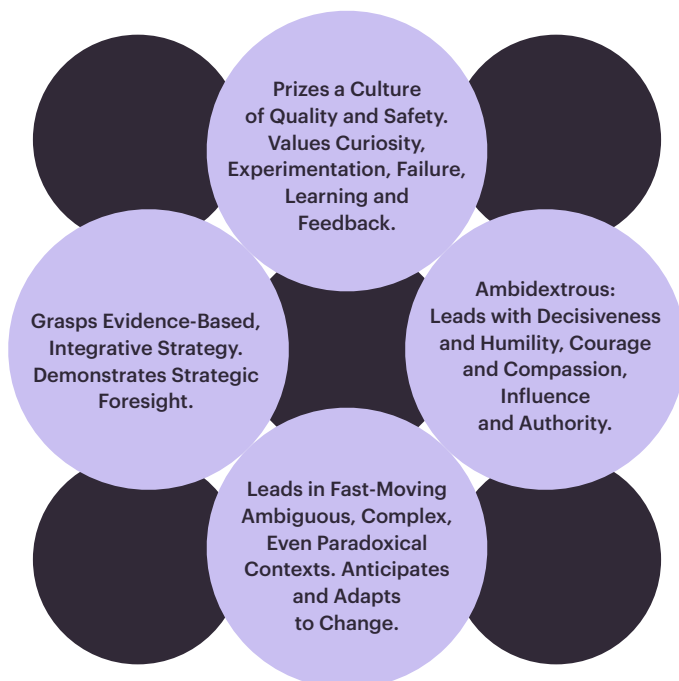 Prizes a Culture
of Quality and Safety.
Values Curiosity,
Experimentation, Failure,
Learning and
Feedback.
Grasps Evidence-Based,
Integrative Strategy.
Demonstrates Strategic
Foresight.
Ambidextrous:
Leads with Decisiveness
and Humility, Courage
and Compassion,
Influence
and Authority.
Leads in Fast-Moving
Ambiguous, Complex,
Even Paradoxical
Contexts. Anticipates
and Adapts
to Change.